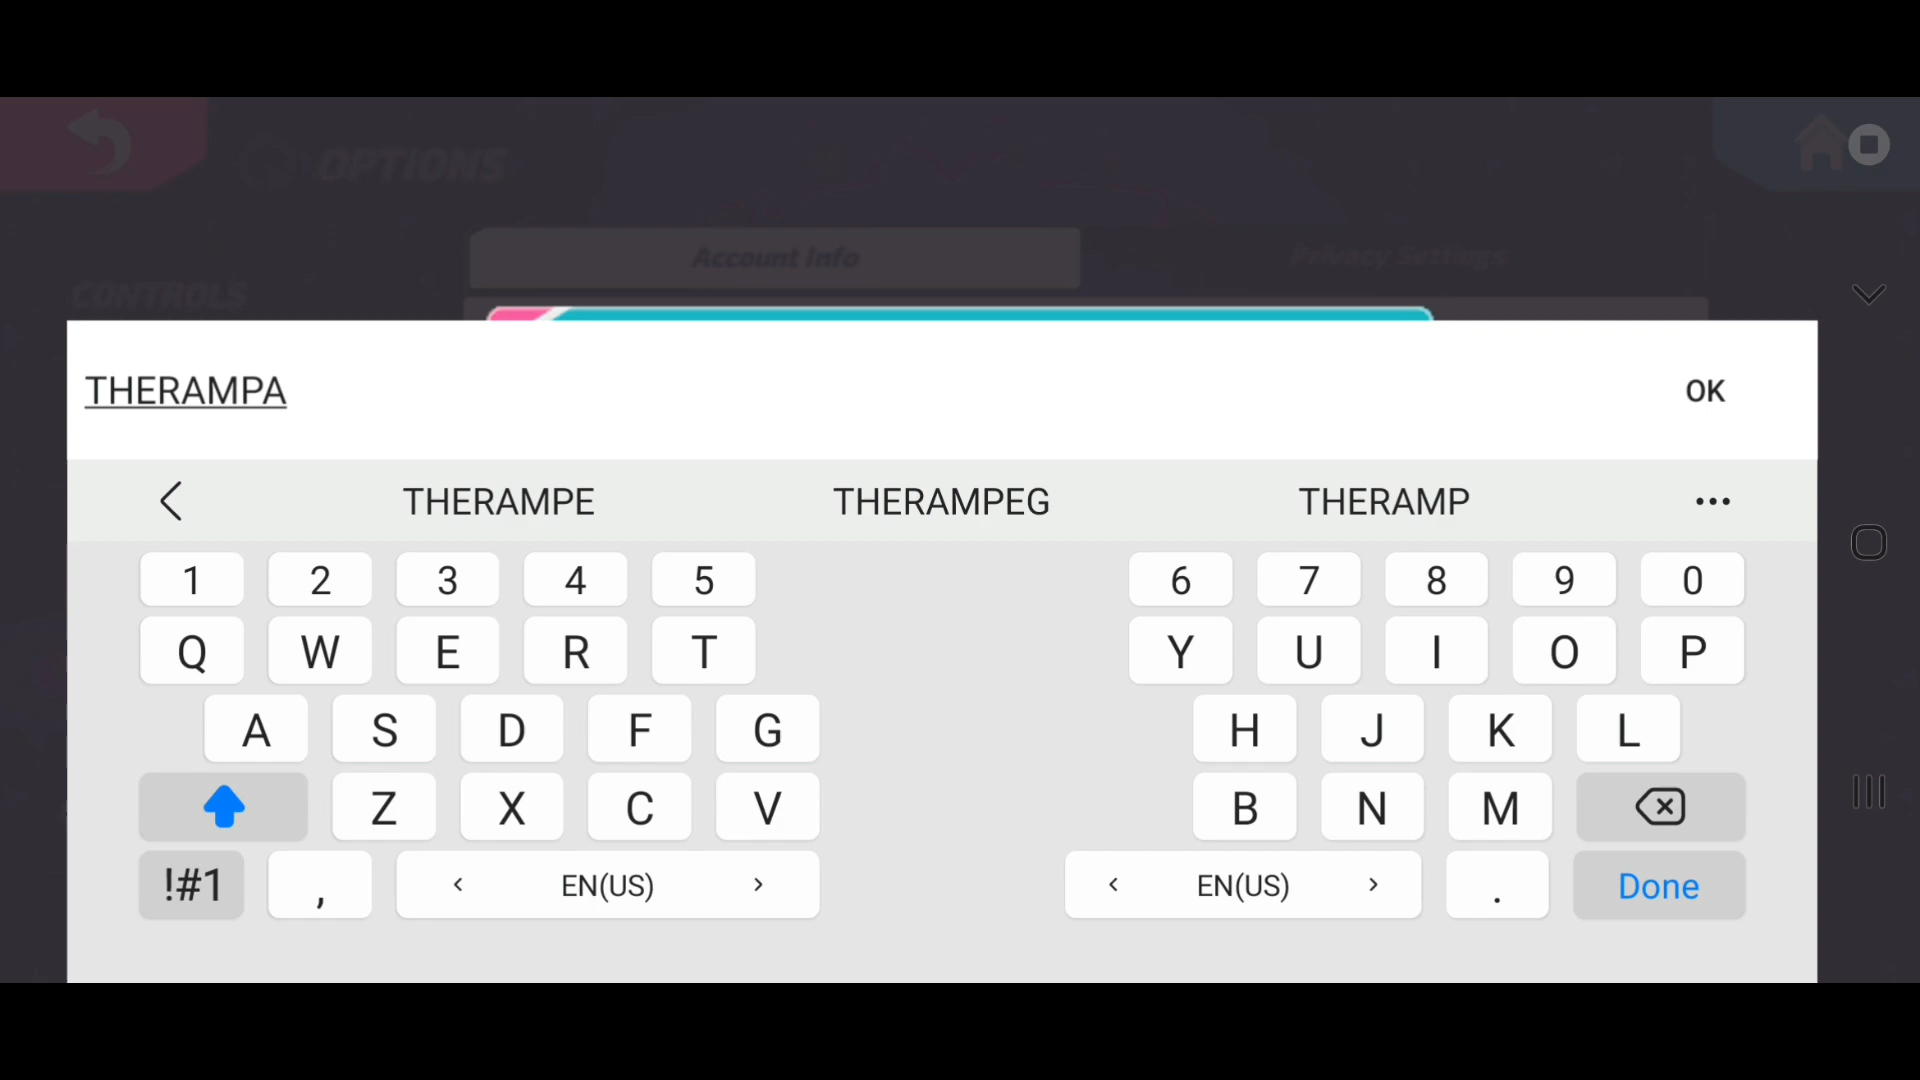 OPTIONS
Account Info
Privacy Settings
CONTROLS
THERAMPA
OK
THERAMPE THERAMPEG THERAMP
1 2 3 4 5 6 7 8 9 0
Q W E R T Y U I O P
A S D F G H J K L
Z X C V B N M
!#1 , EN(US) EN(US) . Done